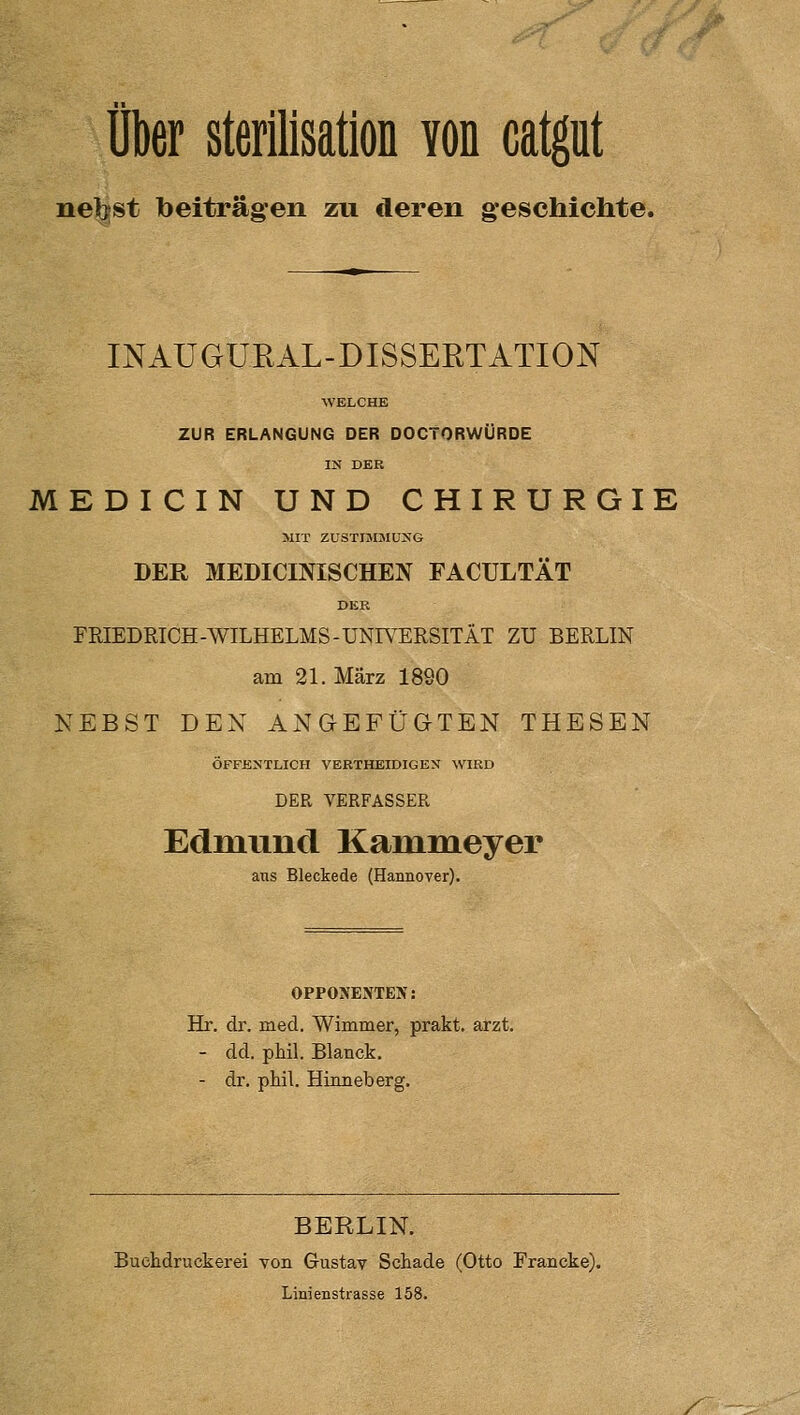 Über sterilisation von catgut
nebst beiträgen zu deren geschichte.
INAUGURAL-DISSERTATION
WELCHE
ZUR ERLANGUNG DER DOCTORWÜRDE
IN DER
MEDICIN UND CHIRURGIE
MIT ZUSTIMMUNG
DER MEDICINISCHEN FACULTÄT
DER
FRIEDRICH-WILHELMS-UNIVERSITÄT ZU BERLIN
am 21. März 1890
NEBST DEN ANGEFÜGTEN THESEN
ÖFFENTLICH VERTHEIDIGEN WIRD
DER VERFASSER
Edmund Kammeyer
aus Bleckede (Hannover).
OPPONENTEN:
Hr. dr. med. Wimmer, prakt. arzt.
- dd. phil. Blanck.
- dr. phil. Hinneberg.
BERLIN.
Buchdruckerei von Gustav Schade (Otto Francke).
Linienstrasse 158.